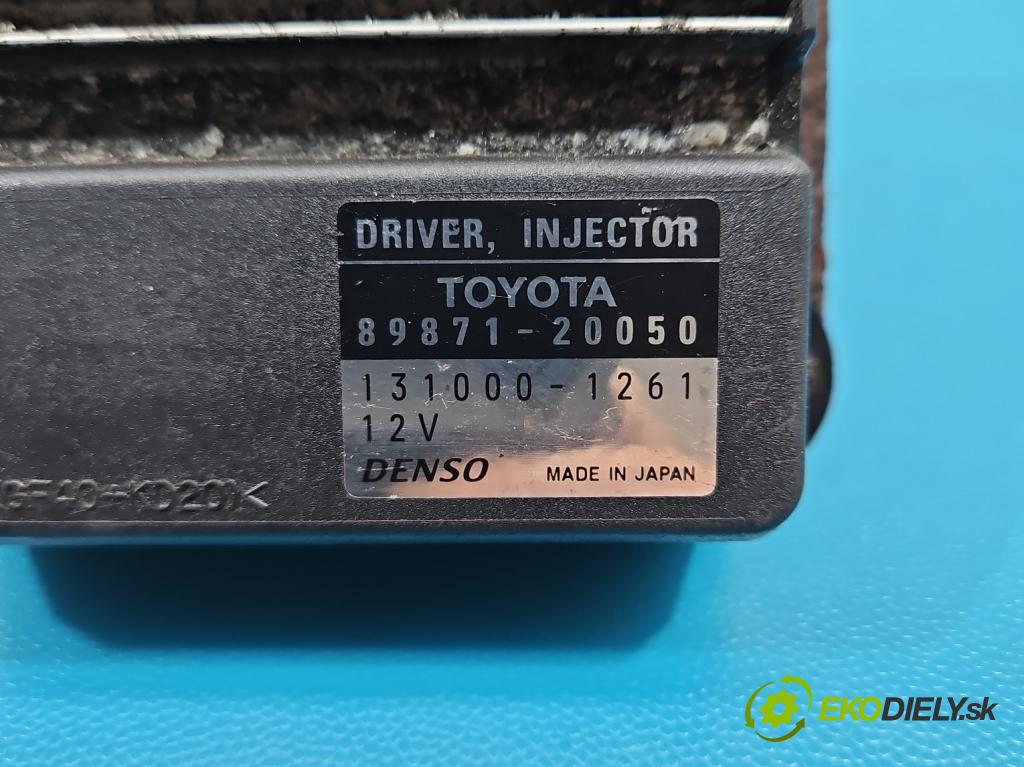 DRIVER, INJECTOR
TOYOTA
89871-20050
131000-1261
12V
DENSO MADE IN JAPAN
EKODIELY.sk